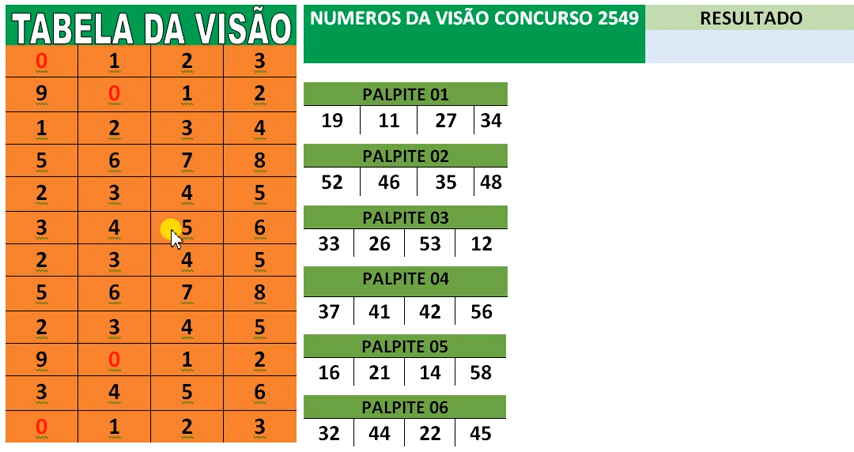 TABELA DA VISÃO
0 1 2 3
9 0 1 2
1 2 3 4
5 6 7 8
2 3 4 5
3 4 5 6
2 3 4 5
5 6 7 8
2 3 4 5
9 0 1 2
3 4 5 6
0 1 2 3
NUMEROS DA VISÃO CONCURSO 2549
RESULTADO
PALPITE 01
19 11 27 34
PALPITE 02
52 46 35 48
PALPITE 03
33 26 53 12
PALPITE 04
37 41 42 56
PALPITE 05
16 21 14 58
PALPITE 06
32 44 22 45